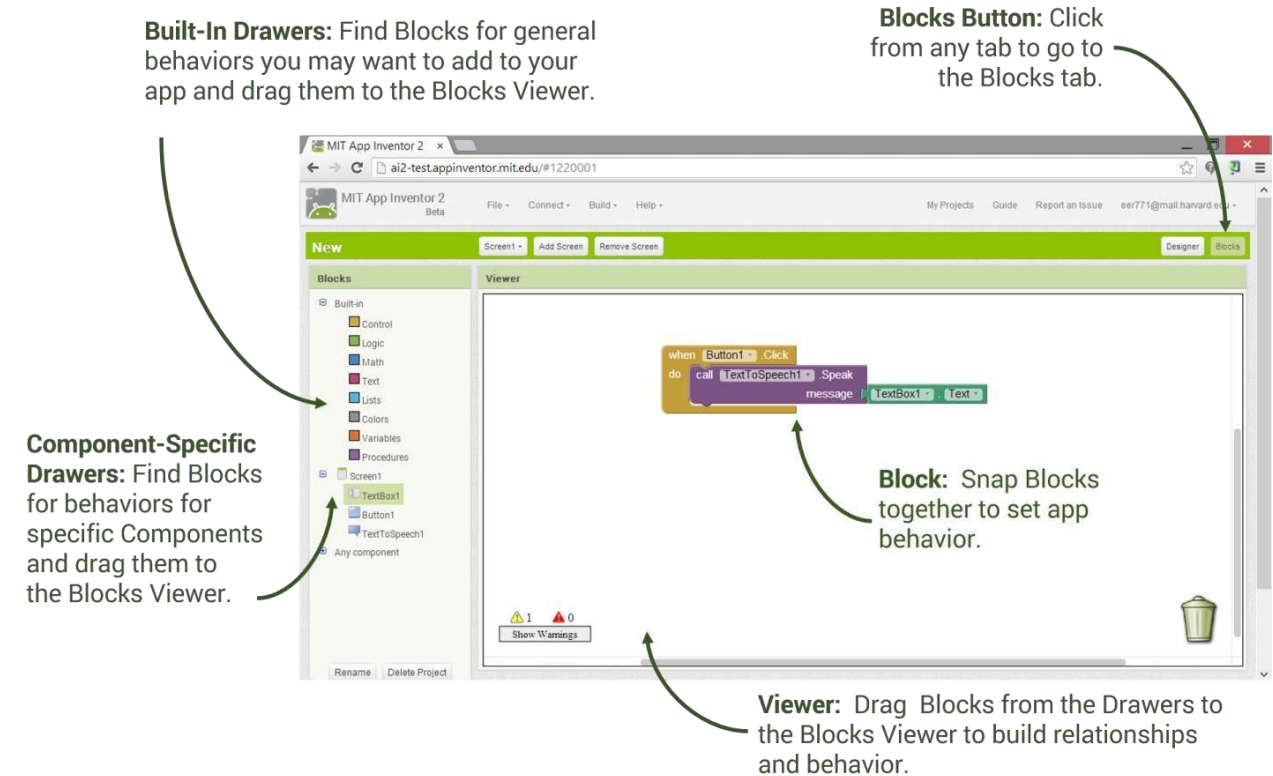 Built-In Drawers: Find Blocks for general
behaviors you may want to add to your
app and drag them to the Blocks Viewer.
Blocks Button: Click
from any tab to go to
the Blocks tab.
MIT App Inventor 2 ×
ai2-test.appinventor.mit.edu/#1220001
MIT App Inventor 2
Beta
File Connect Build Help
My Projects Guide Report an Issue eer771@mail.harvard.edu
New
Screen1 Add Screen Remove Screen
Designer Blocks
Blocks
Viewer
Built-in
Control
Logic
Math
Text
Lists
Colors
Variables
Procedures
Screen1
TextBox1
Button1
TextToSpeech1
Any component
when Button1 .Click
do call TextToSpeech1 .Speak
message TextBox1 . Text
Component-Specific
Drawers: Find Blocks
for behaviors for
specific Components
and drag them to
the Blocks Viewer.
Block: Snap Blocks
together to set app
behavior.
1 0
Show Warnings
Rename Delete Project
Viewer: Drag Blocks from the Drawers to
the Blocks Viewer to build relationships
and behavior.